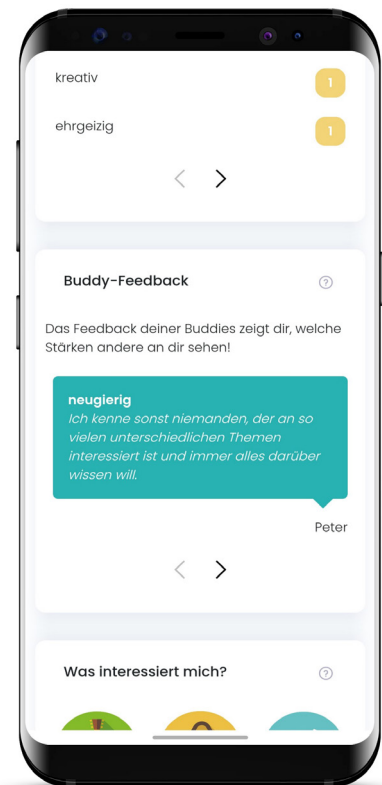 kreativ
1
ehrgeizig
1
Buddy-Feedback
?
Das Feedback deiner Buddies zeigt dir, welche
Stärken andere an dir sehen!
neugierig
Ich kenne sonst niemanden, der an so
vielen unterschiedlichen Themen
interessiert ist und immer alles darüber
wissen will.
Peter
Was interessiert mich?
?